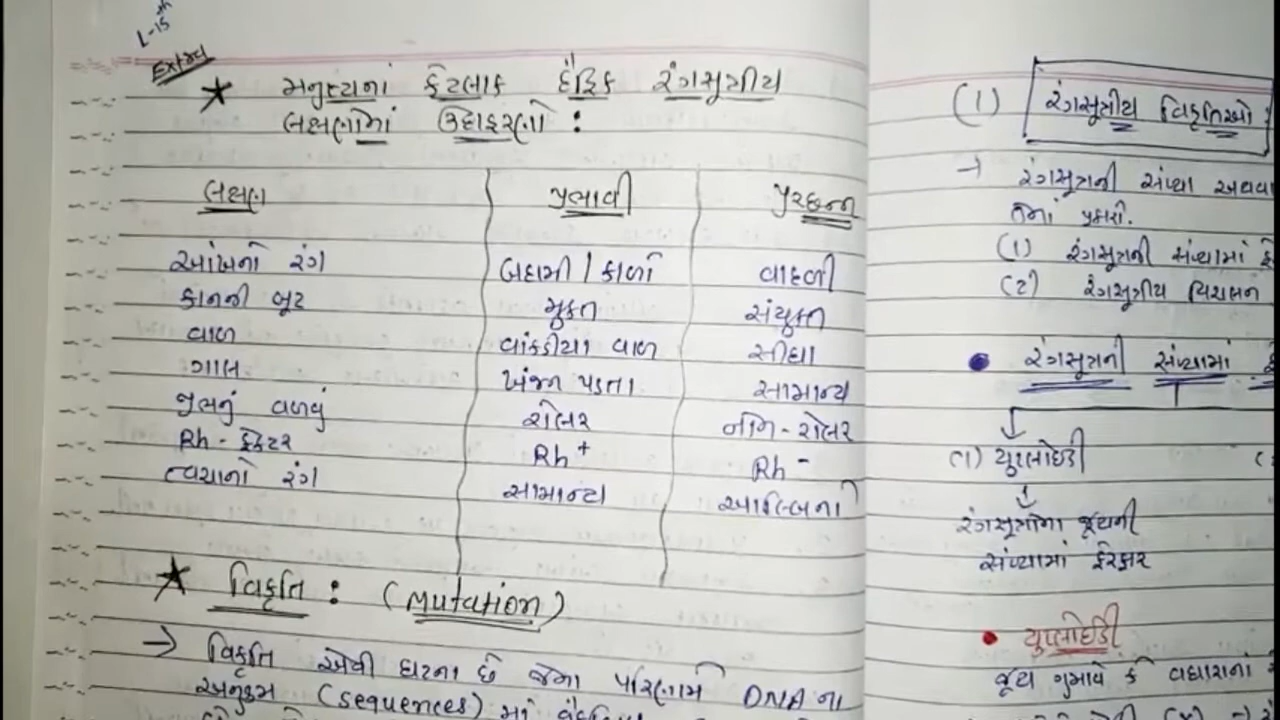 L-15th
Extra
★ મનુષ્યનાં કેટલાક દૈહિક રંગસૂત્રીય
લક્ષણોમાં ઉદાહરણો :
લક્ષણ પ્રભાવી પ્રચ્છન્ન
આંખનો રંગ બદામી / કાળી વાદળી
કાનની બૂટ મુક્ત સંયુક્ત
વાળ વાંકડીયા વાળ સીધા
ગાલ ખંજન પડતા સામાન્ય
જીભનું વળવું રોલર નોન - રોલર
Rh - ફેક્ટર Rh + Rh -
ત્વચાનો રંગ સામાન્ય આલ્બિનો
★ વિકૃતિ : (Mutation)
→ વિકૃતિ એવી ઘટના છે જેમા પરિણામે DNA ના
અનુક્રમ (sequences) માં
(1) રંગસૂત્રીય વિકૃતિઓ :
→ રંગસૂત્રની સંખ્યા અથવા
તેમાં પ્રકારો.
(1) રંગસૂત્રની સંખ્યામાં
(2) રંગસૂત્રીય વિચલન
● રંગસૂત્રની સંખ્યામાં
(1) યુપ્લોઇડી
રંગસૂત્રોના જૂથની
સંખ્યામાં ફેરફાર
● યુપ્લોઇડી
જૂથ ગુમાવે કે વધારાનાં